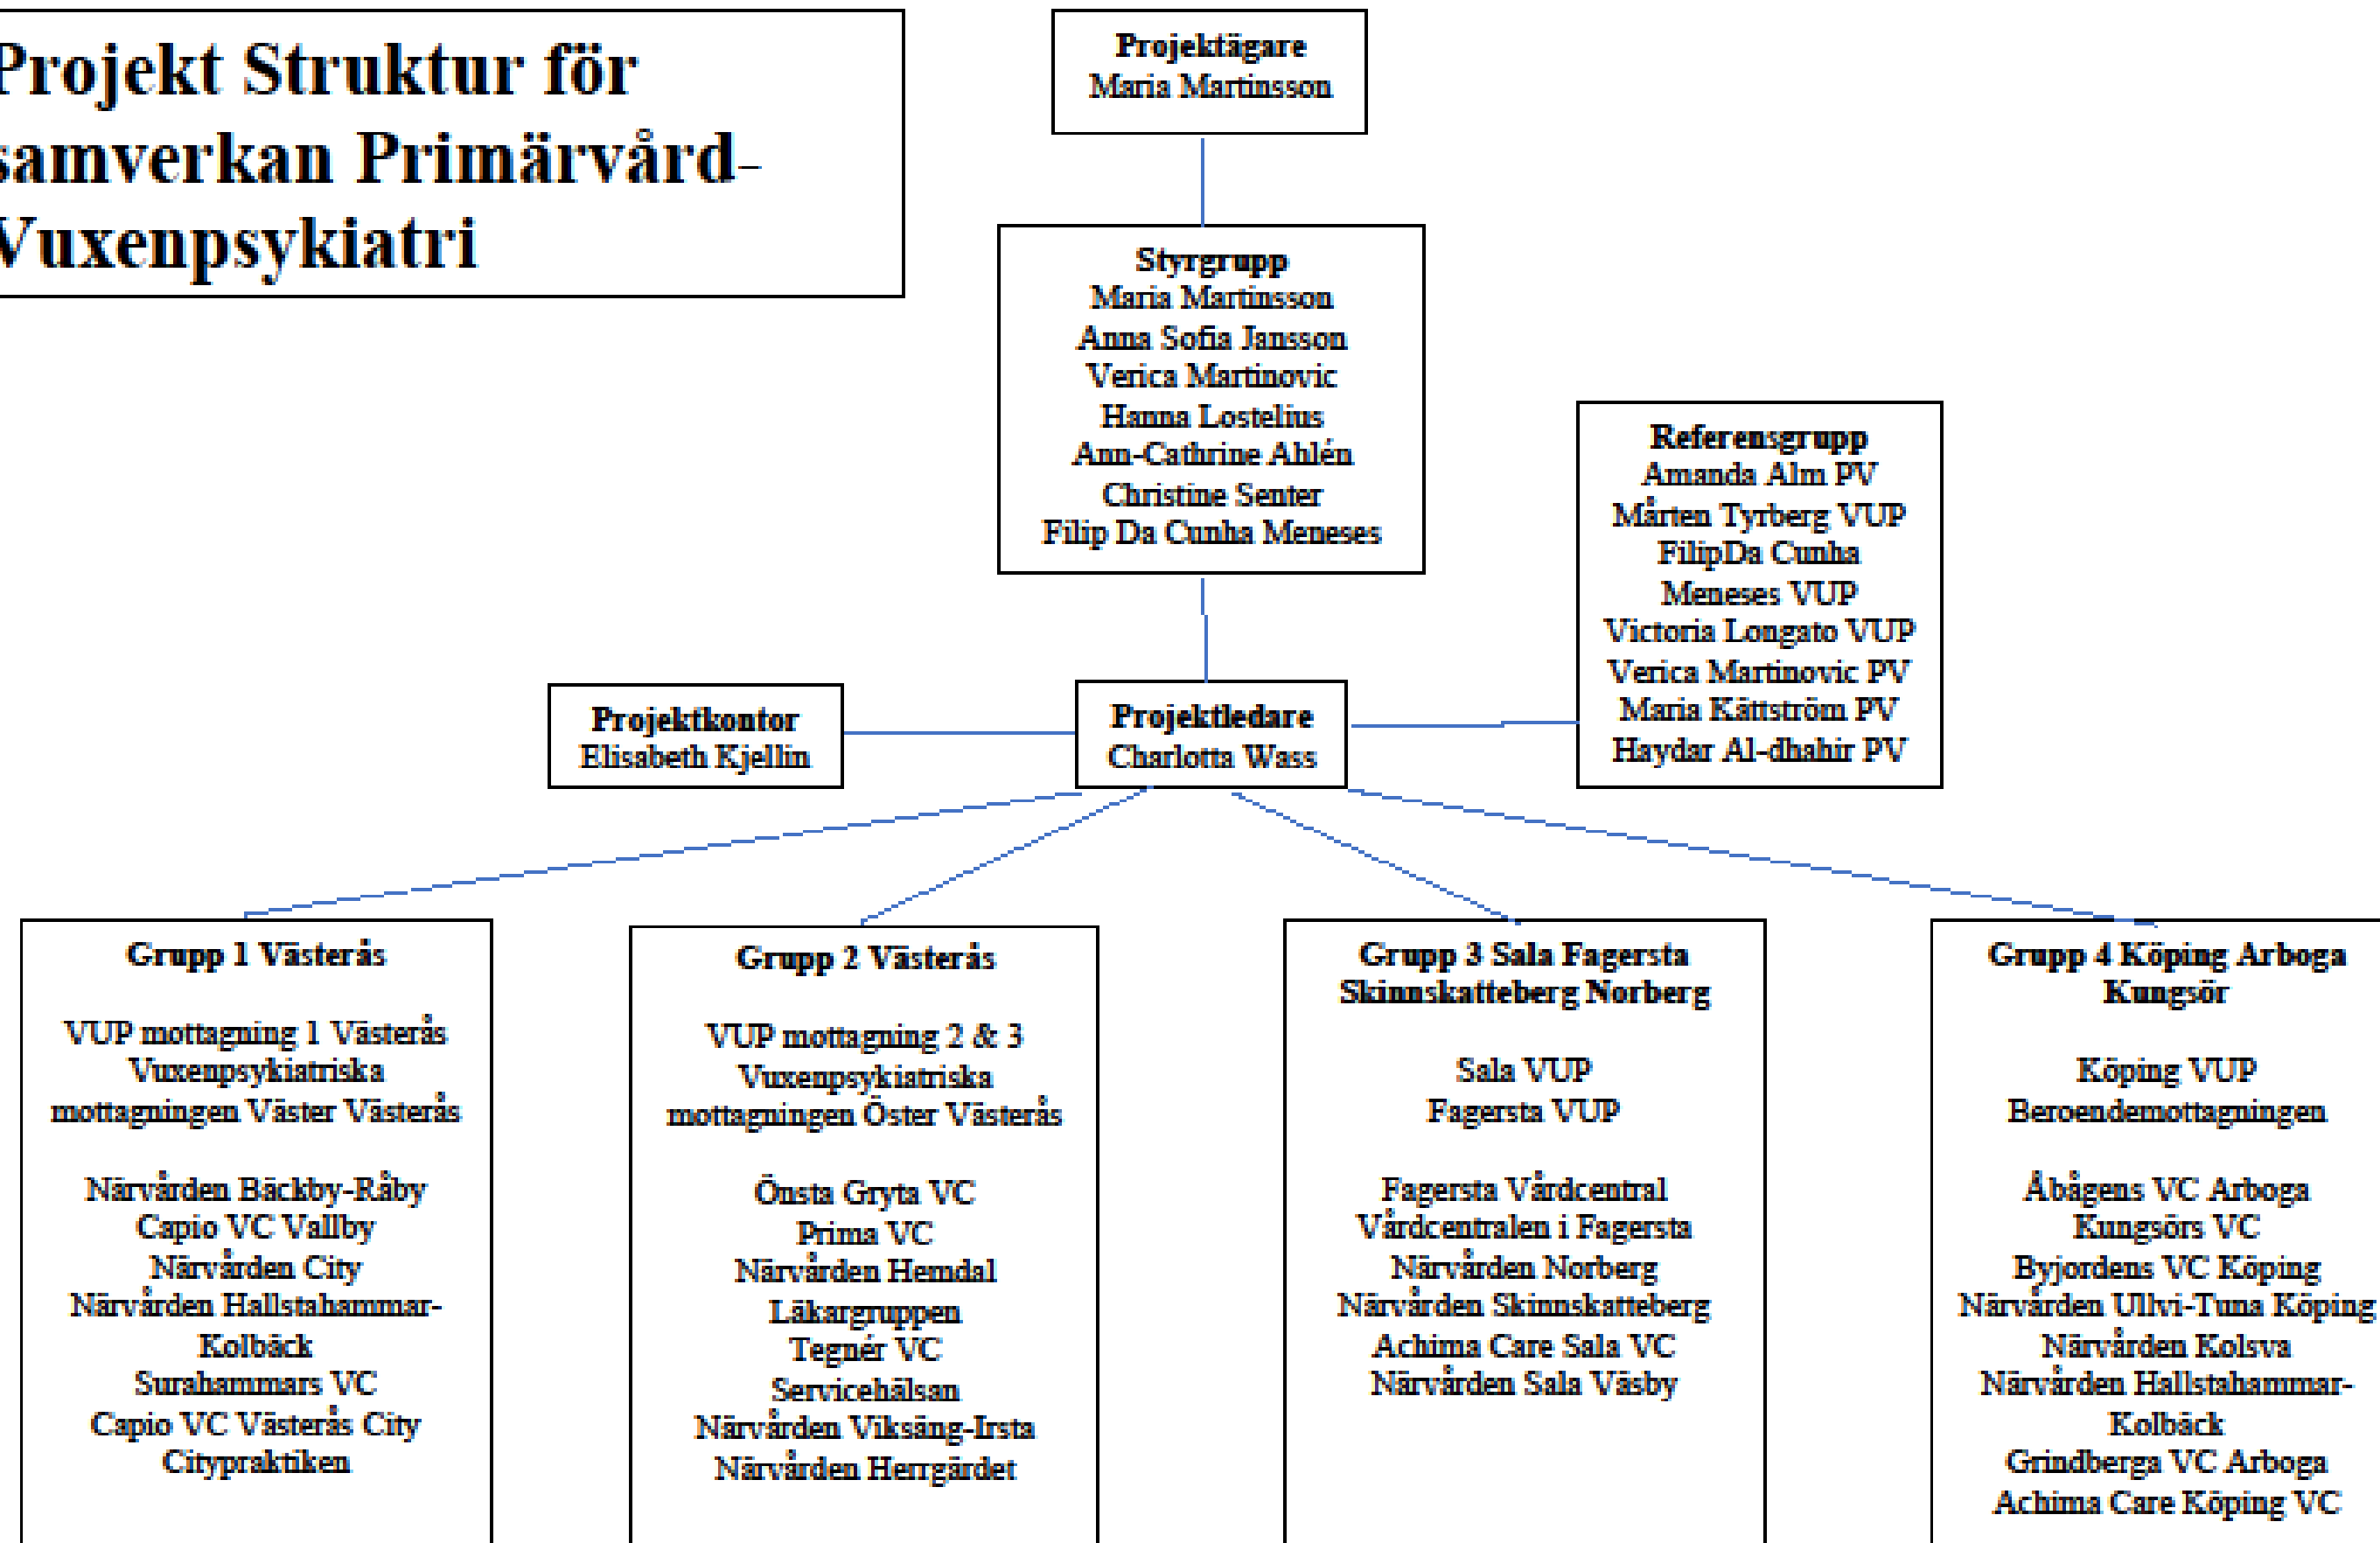 Projekt Struktur för
samverkan Primärvård-
Vuxenpsykiatri
Projektägare
Maria Martinsson
Styrgrupp
Maria Martinsson
Anna Sofia Jansson
Verica Martinovic
Hanna Lostelius
Ann-Cathrine Ahlén
Christine Senter
Filip Da Cunha Meneses
Referensgrupp
Amanda Alm PV
Mårten Tyrberg VUP
FilipDa Cunha
Meneses VUP
Victoria Longato VUP
Verica Martinovic PV
Maria Kättström PV
Haydar Al-dhahir PV
Projektkontor
Elisabeth Kjellin
Projektledare
Charlotta Wass
Grupp 1 Västerås
VUP mottagning 1 Västerås
Vuxenpsykiatriska
mottagningen Väster Västerås
Närvården Bäckby-Råby
Capio VC Vallby
Närvården City
Närvården Hallstahammar-
Kolbäck
Surahammars VC
Capio VC Västerås City
Citypraktiken
Grupp 2 Västerås
VUP mottagning 2 & 3
Vuxenpsykiatriska
mottagningen Öster Västerås
Önsta Gryta VC
Prima VC
Närvården Hemdal
Läkargruppen
Tegnér VC
Servicehälsan
Närvården Viksäng-Irsta
Närvården Herrgärdet
Grupp 3 Sala Fagersta
Skinnskatteberg Norberg
Sala VUP
Fagersta VUP
Fagersta Vårdcentral
Vårdcentralen i Fagersta
Närvården Norberg
Närvården Skinnskatteberg
Achima Care Sala VC
Närvården Sala Väsby
Grupp 4 Köping Arboga
Kungsör
Köping VUP
Beroendemottagningen
Åbågens VC Arboga
Kungsörs VC
Byjordens VC Köping
Närvården Ullvi-Tuna Köping
Närvården Kolsva
Närvården Hallstahammar-
Kolbäck
Grindberga VC Arboga
Achima Care Köping VC